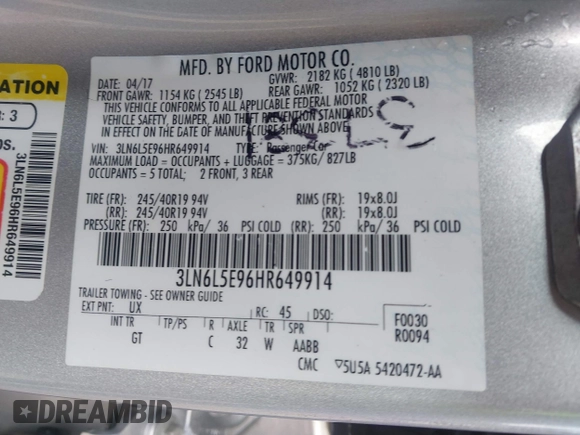 MFD. BY FORD MOTOR CO.
DATE: 04/17 GVWR: 2182 KG ( 4810 LB)
FRONT GAWR: 1154 KG ( 2545 LB) REAR GAWR: 1052 KG ( 2320 LB)
THIS VEHICLE CONFORMS TO ALL APPLICABLE FEDERAL MOTOR
VEHICLE SAFETY, BUMPER, AND THEFT PREVENTION STANDARDS
IN EFFECT ON THE DATE OF MANUFACTURE SHOWN ABOVE.
VIN: 3LN6L5E96HR649914 TYPE: Passenger Car
MAXIMUM LOAD = OCCUPANTS + LUGGAGE = 375KG/ 827LB
OCCUPANTS = 5 TOTAL; 2 FRONT, 3 REAR
TIRE (FR): 245/40R19 94V RIMS (FR): 19x8.0J
(RR): 245/40R19 94V (RR): 19x8.0J
PRESSURE (FR): 250 kPa/ 36 PSI COLD (RR): 250 kPa/ 36 PSI COLD
3LN6L5E96HR649914
TRAILER TOWING - SEE OWNER GUIDE
EXT PNT: UX RC: 45 DSO:
INT TR TP/PS R AXLE TR SPR
GT C 32 W AABB
CMC
F0030
R0094
▽5U5A 5420472-AA
: 3
3LN6L5E96HR649914
DREAMBID